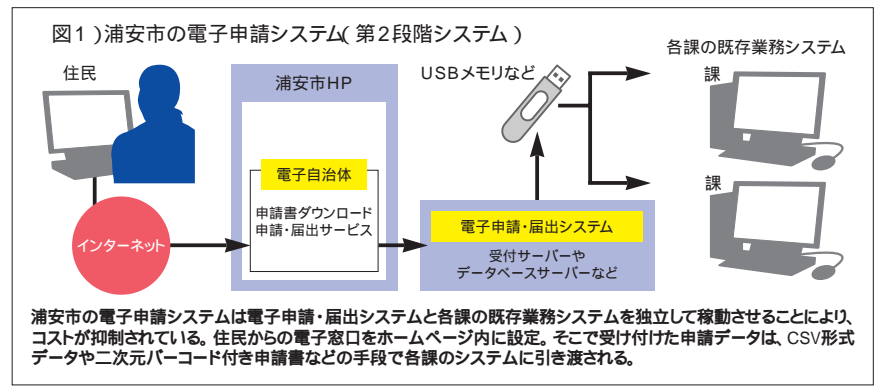 図1)浦安市の電子申請システム(第2段階システム)
住民
浦安市HP
USBメモリなど
各課の既存業務システム
課
電子自治体
申請書ダウンロード
申請・届出サービス
インターネット
電子申請・届出システム
受付サーバーや
データベースサーバーなど
課
浦安市の電子申請システムは電子申請・届出システムと各課の既存業務システムを独立して稼動させることにより、
コストが抑制されている。住民からの電子窓口をホームページ内に設定。そこで受け付けた申請データは、CSV形式
データや二次元バーコード付き申請書などの手段で各課のシステムに引き渡される。